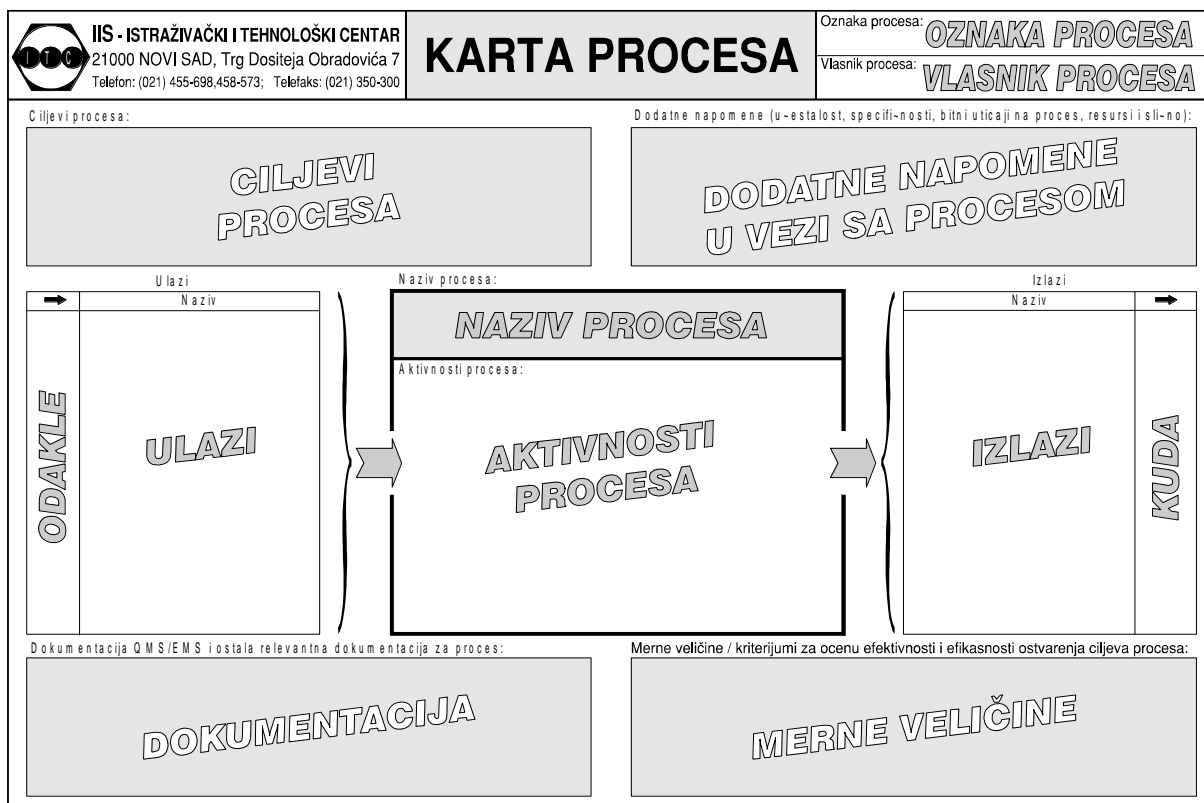 ITC
IIS - ISTRAŽIVAČKI I TEHNOLOŠKI CENTAR
21000 NOVI SAD, Trg Dositeja Obradovića 7
Telefon: (021) 455-698,458-573; Telefaks: (021) 350-300
KARTA PROCESA
Oznaka procesa: OZNAKA PROCESA
Vlasnik procesa: VLASNIK PROCESA
Ciljevi procesa:
CILJEVI
PROCESA
Dodatne napomene (u~estalost, specifi~nosti, bitni uticaji na proces, resursi i sli~no):
DODATNE NAPOMENE
U VEZI SA PROCESOM
Ulazi
Naziv
ODAKLE
ULAZI
Naziv procesa:
NAZIV PROCESA
Aktivnosti procesa:
AKTIVNOSTI
PROCESA
Izlazi
Naziv
IZLAZI
KUDA
Dokumentacija QMS/EMS i ostala relevantna dokumentacija za proces:
DOKUMENTACIJA
Merne veličine / kriterijumi za ocenu efektivnosti i efikasnosti ostvarenja ciljeva procesa:
MERNE VELIČINE